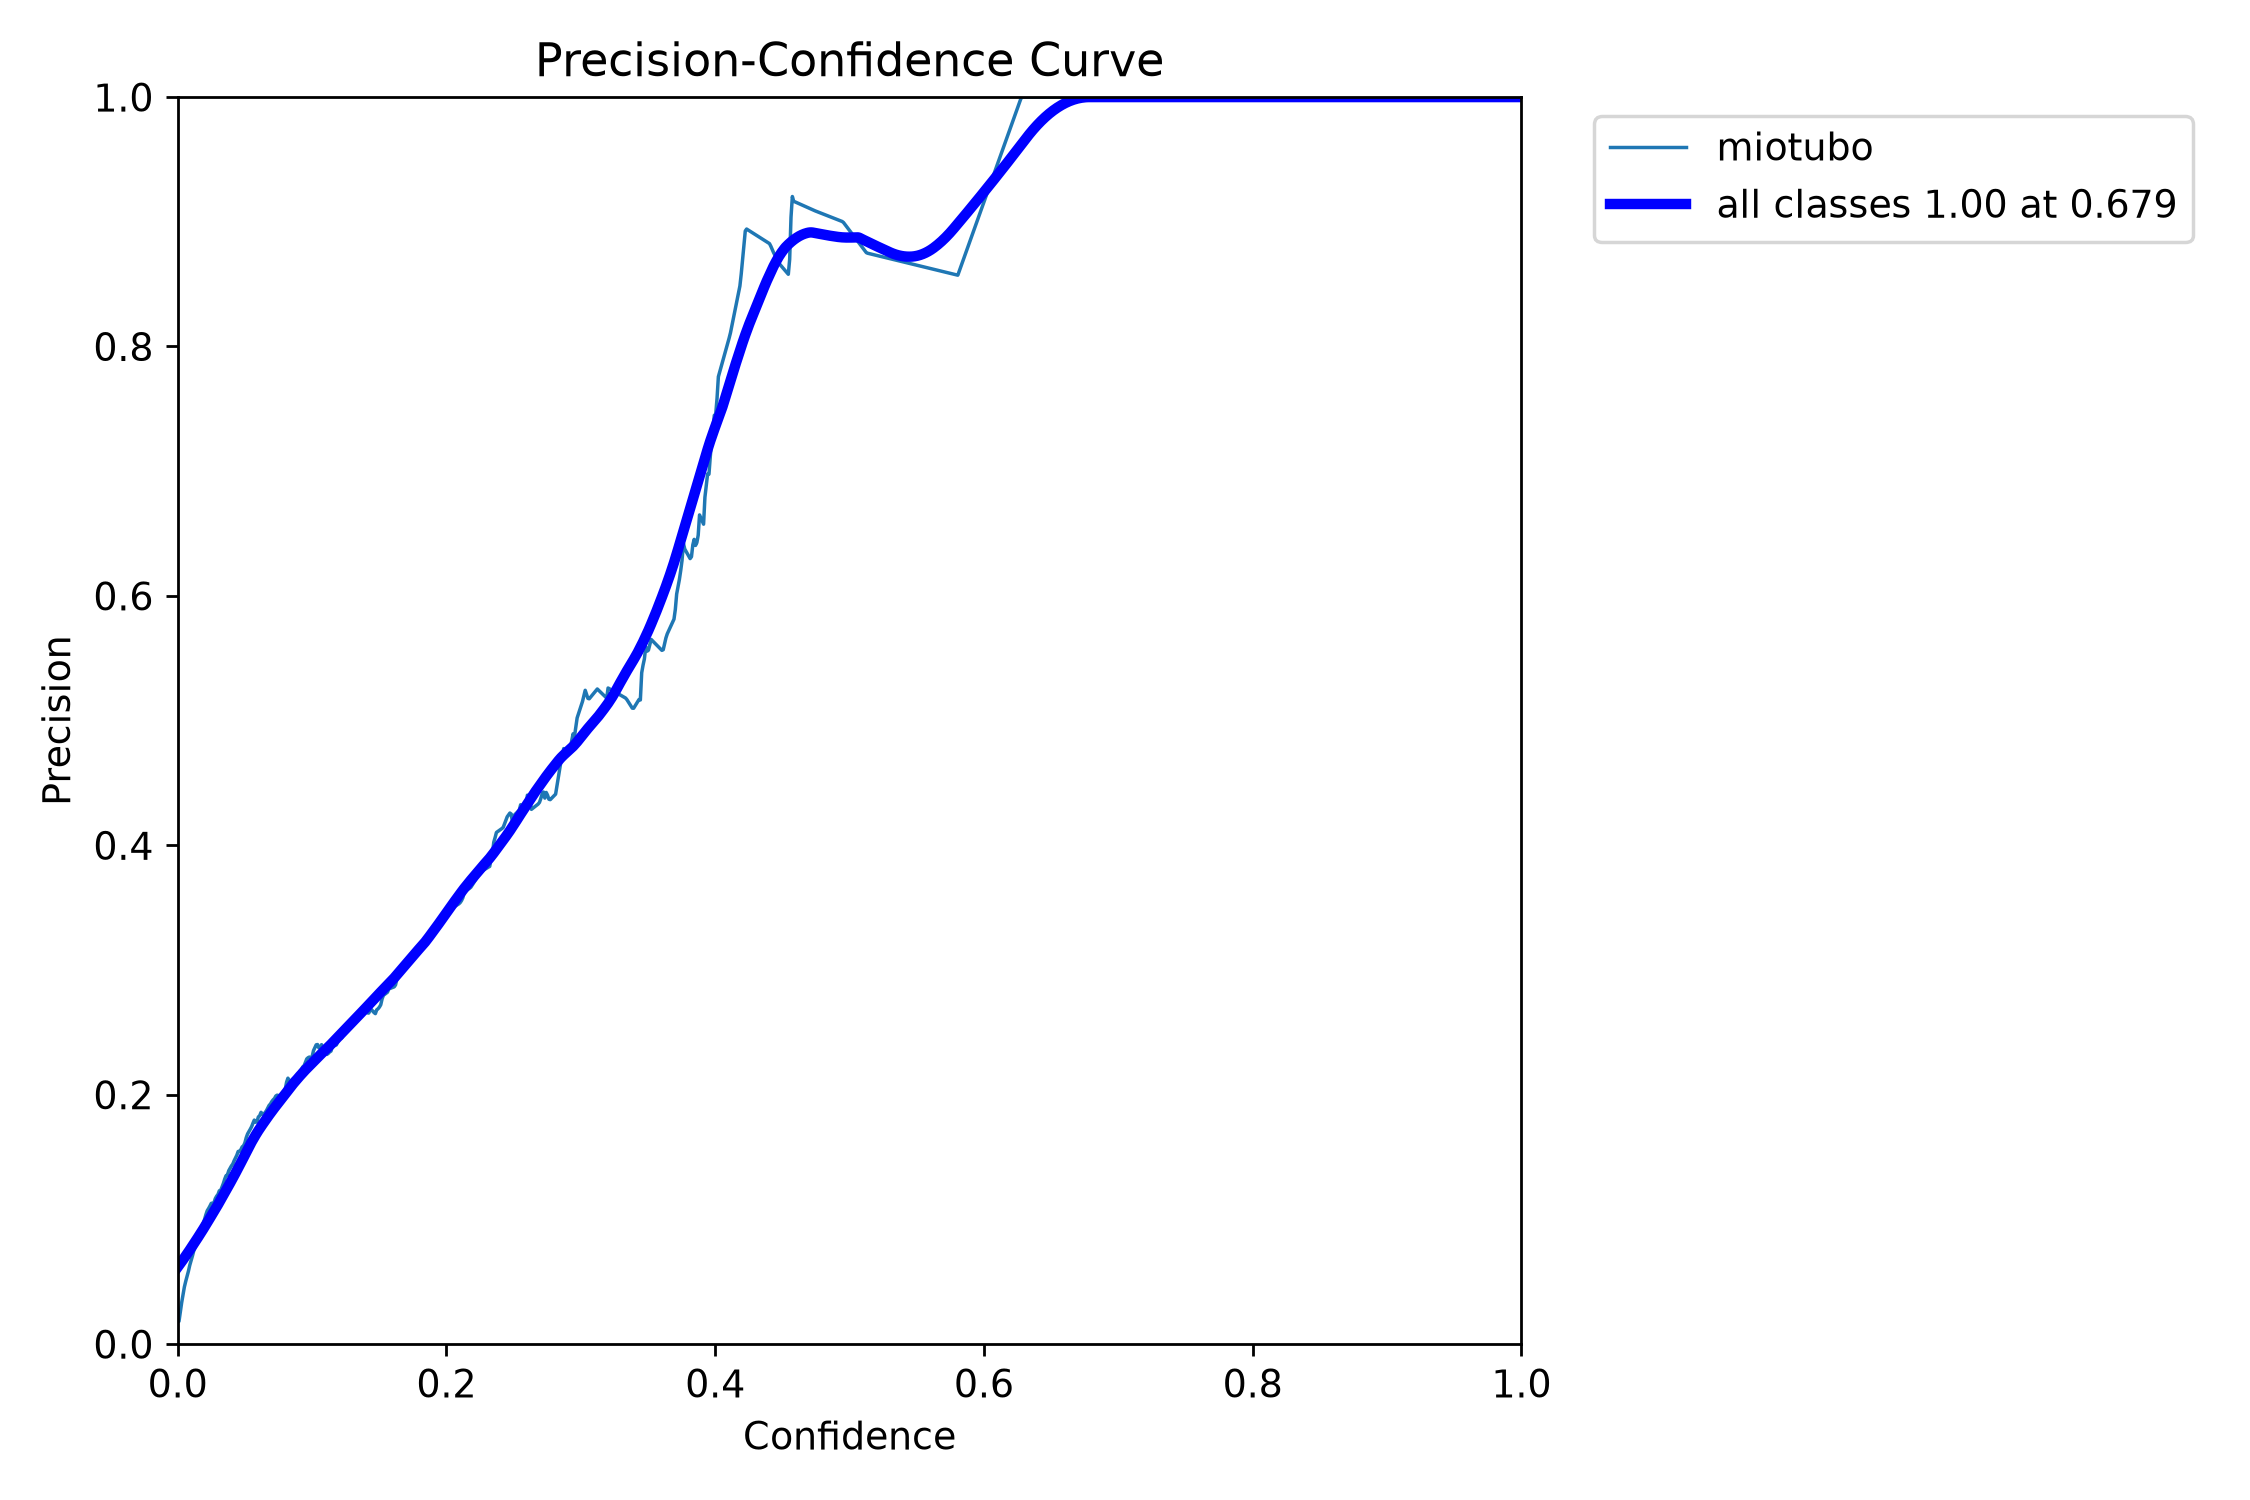 Precision-Confidence Curve
1.0
0.8
0.6
0.4
0.2
0.0
Precision
0.0 0.2 0.4 0.6 0.8 1.0
Confidence
miotubo
all classes 1.00 at 0.679